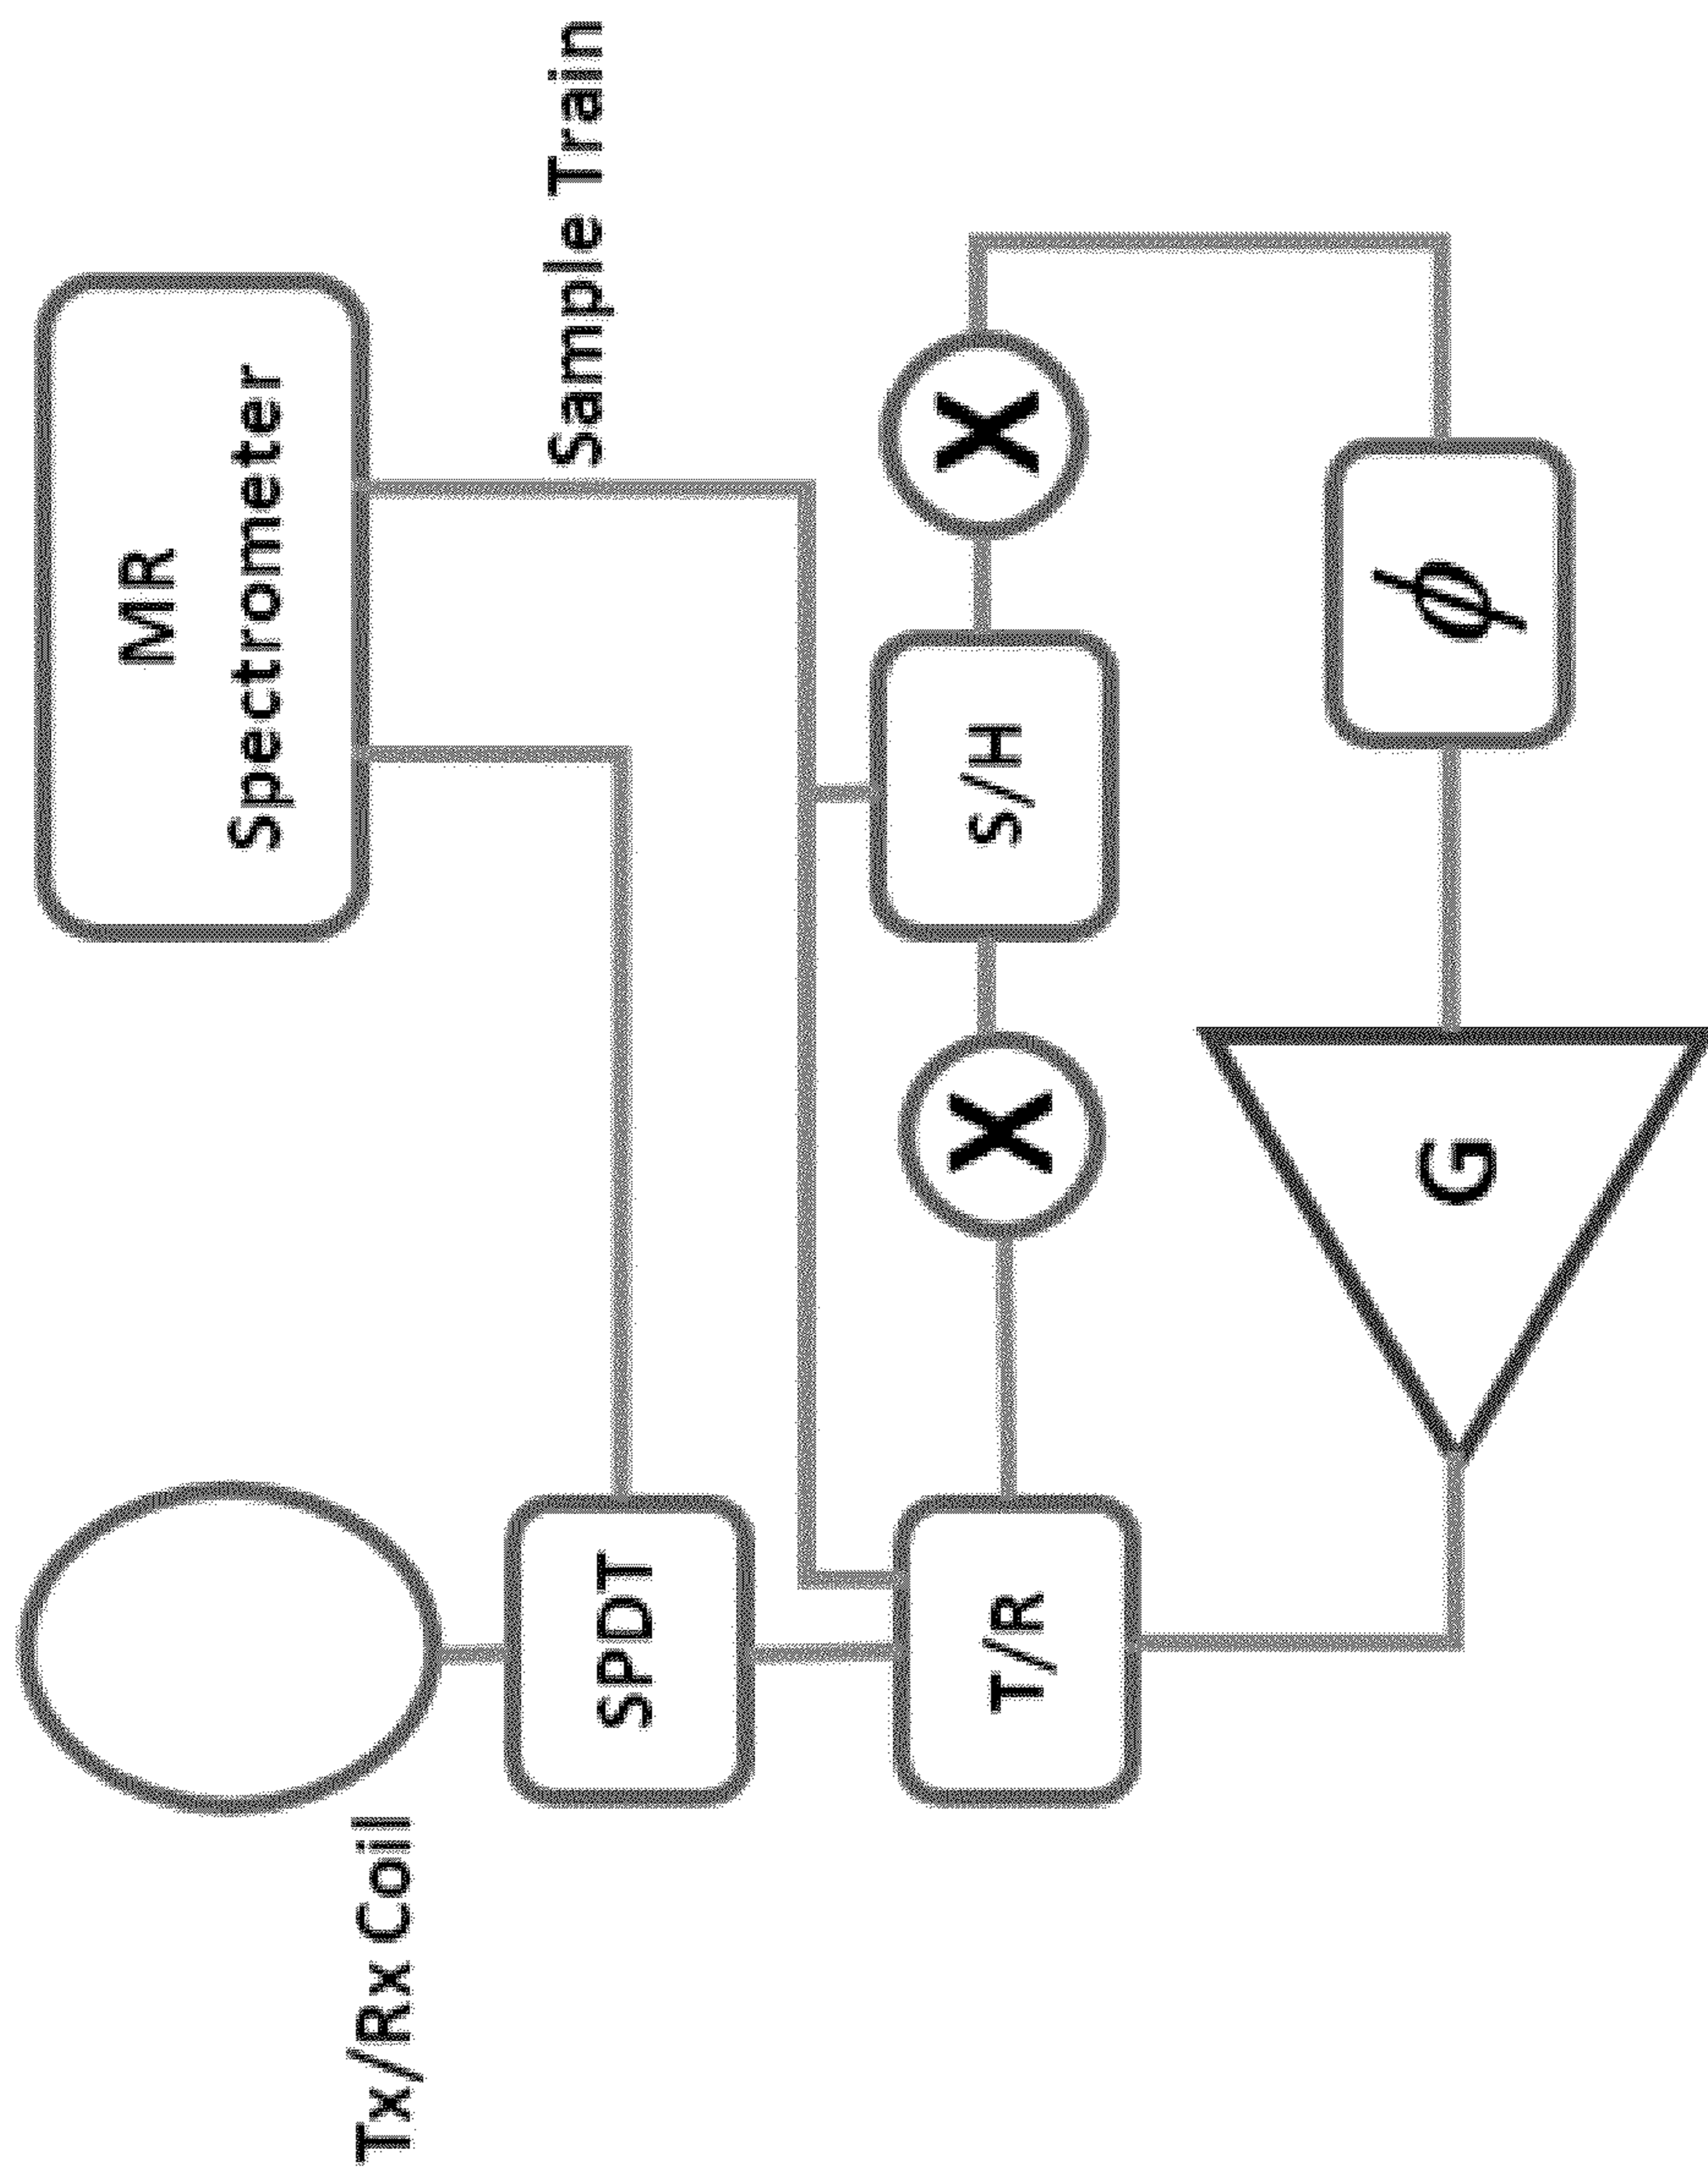 Tx/Rx Coil
MR
Spectrometer
SPDT
Sample Train
T/R
X
S/H
X
G
ϕ